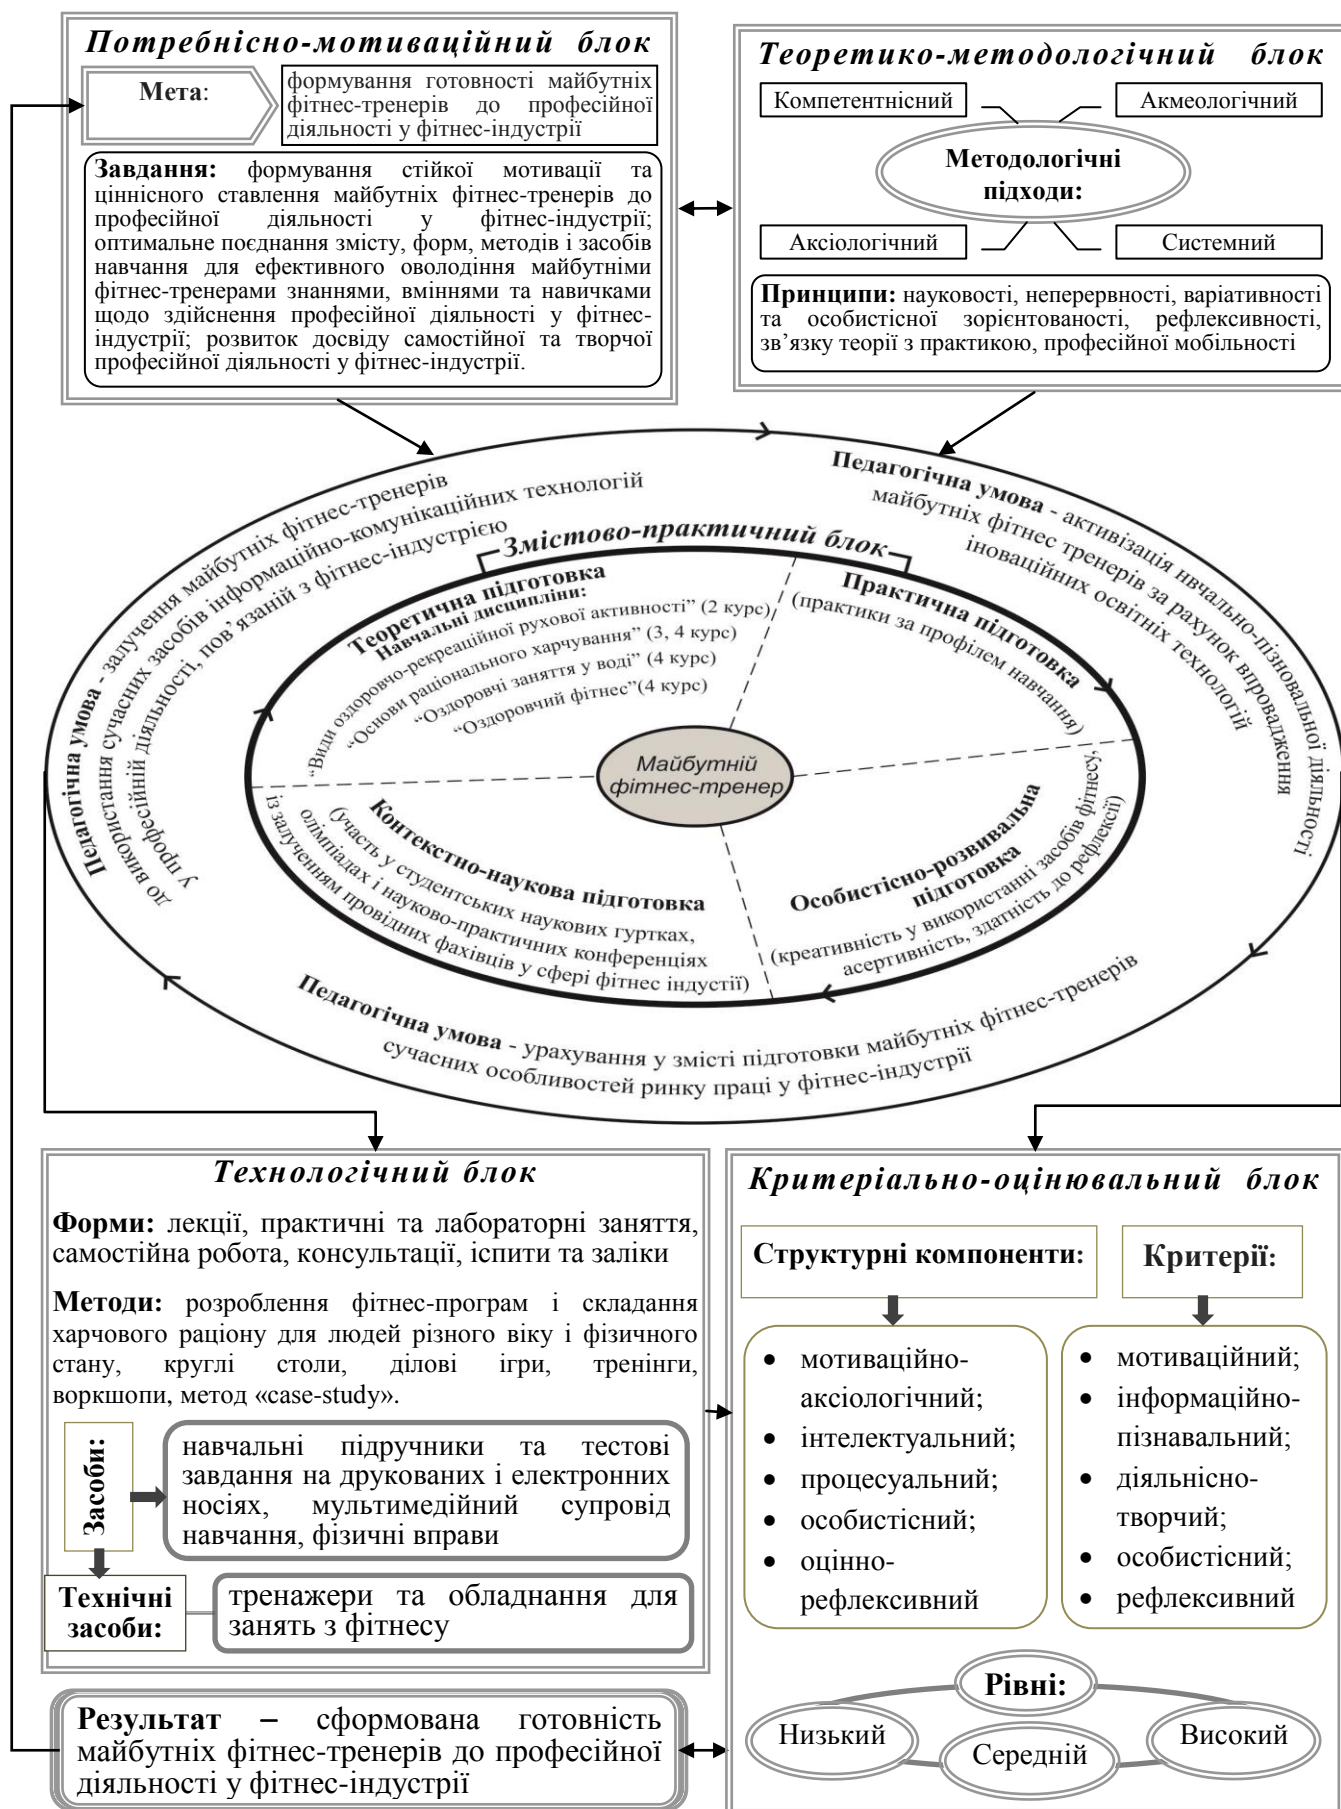 Потребнісно-мотиваційний блок
Мета:
формування готовності майбутніх
фітнес-тренерів до професійної
діяльності у фітнес-індустрії
Завдання: формування стійкої мотивації та
ціннісного ставлення майбутніх фітнес-тренерів до
професійної діяльності у фітнес-індустрії;
оптимальне поєднання змісту, форм, методів і засобів
навчання для ефективного оволодіння майбутніми
фітнес-тренерами знаннями, вміннями та навичками
щодо здійснення професійної діяльності у фітнес-
індустрії; розвиток досвіду самостійної та творчої
професійної діяльності у фітнес-індустрії.
Теоретико-методологічний блок
Компетентнісний
Акмеологічний
Методологічні
підходи:
Аксіологічний
Системний
Принципи: науковості, неперервності, варіативності
та особистісної зорієнтованості, рефлексивності,
зв’язку теорії з практикою, професійної мобільності
Педагогічна умова - залучення майбутніх фітнес-тренерів
до використання сучасних засобів інформаційно-комунікаційних технологій
у професійній діяльності, пов’язаній з фітнес-індустрією
Педагогічна умова - активізація нвчально-пізновальної діяльності
майбутніх фітнес тренерів за рахунок впровадження
іноваційних освітніх технологій
Змістово-практичний блок
Теоретична підготовка
Навчальні дисципліни:
“Види оздоровчо-рекреаційної рухової активності” (2 курс)
“Основи раціонального харчування” (3, 4 курс)
“Оздоровчі заняття у воді” (4 курс)
“Оздоровчий фітнес”(4 курс)
Практична підготовка
(практики за профілем навчання)
Майбутній
фітнес-тренер
Контекстно-наукова підготовка
(участь у студентських наукових гуртках,
олімпіадах і науково-практичних конференціях
із залученням провідних фахівців у сфері фітнес індустії)
Особистісно-розвивальна
підготовка
(креативність у використанні засобів фітнесу,
асертивність, здатність до рефлексії)
Педагогічна умова - урахування у змісті підготовки майбутніх фітнес-тренерів
сучасних особливостей ринку праці у фітнес-індустрії
Технологічний блок
Форми: лекції, практичні та лабораторні заняття,
самостійна робота, консультації, іспити та заліки
Методи: розроблення фітнес-програм і складання
харчового раціону для людей різного віку і фізичного
стану, круглі столи, ділові ігри, тренінги,
воркшопи, метод «case-study».
Засоби:
навчальні підручники та тестові
завдання на друкованих і електронних
носіях, мультимедійний супровід
навчання, фізичні вправи
Технічні
засоби:
тренажери та обладнання для
занять з фітнесу
Критеріально-оцінювальний блок
Структурні компоненти:
• мотиваційно-
аксіологічний;
• інтелектуальний;
• процесуальний;
• особистісний;
• оцінно-
рефлексивний
Критерії:
• мотиваційний;
• інформаційно-
пізнавальний;
• діяльнісно-
творчий;
• особистісний;
• рефлексивний
Рівні:
Низький
Середній
Високий
Результат – сформована готовність
майбутніх фітнес-тренерів до професійної
діяльності у фітнес-індустрії